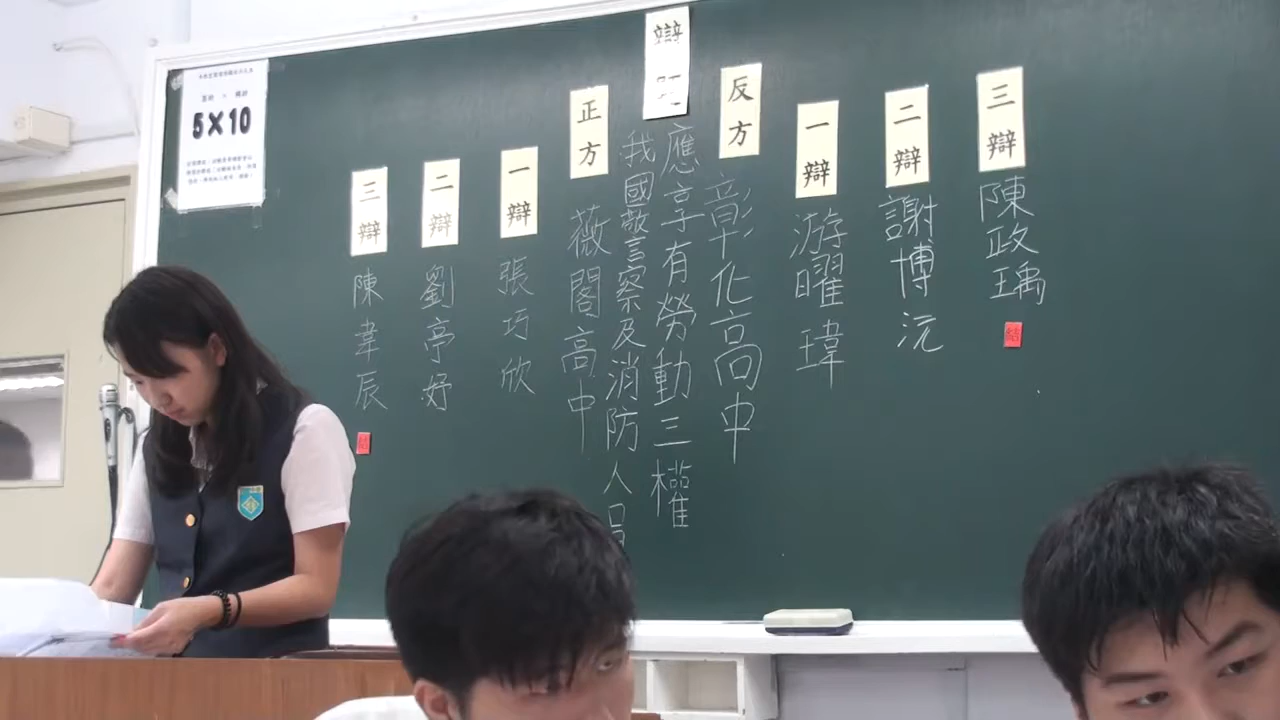 5×10
三辯
陳韋辰
結
二辯
劉亭妤
一辯
張巧欣
正方
薇閣高中
辯題
我國警察及消防人員
應享有勞動三權
反方
彰化高中
一辯
游曜瑋
二辯
謝博沅
三辯
陳政瑀
結